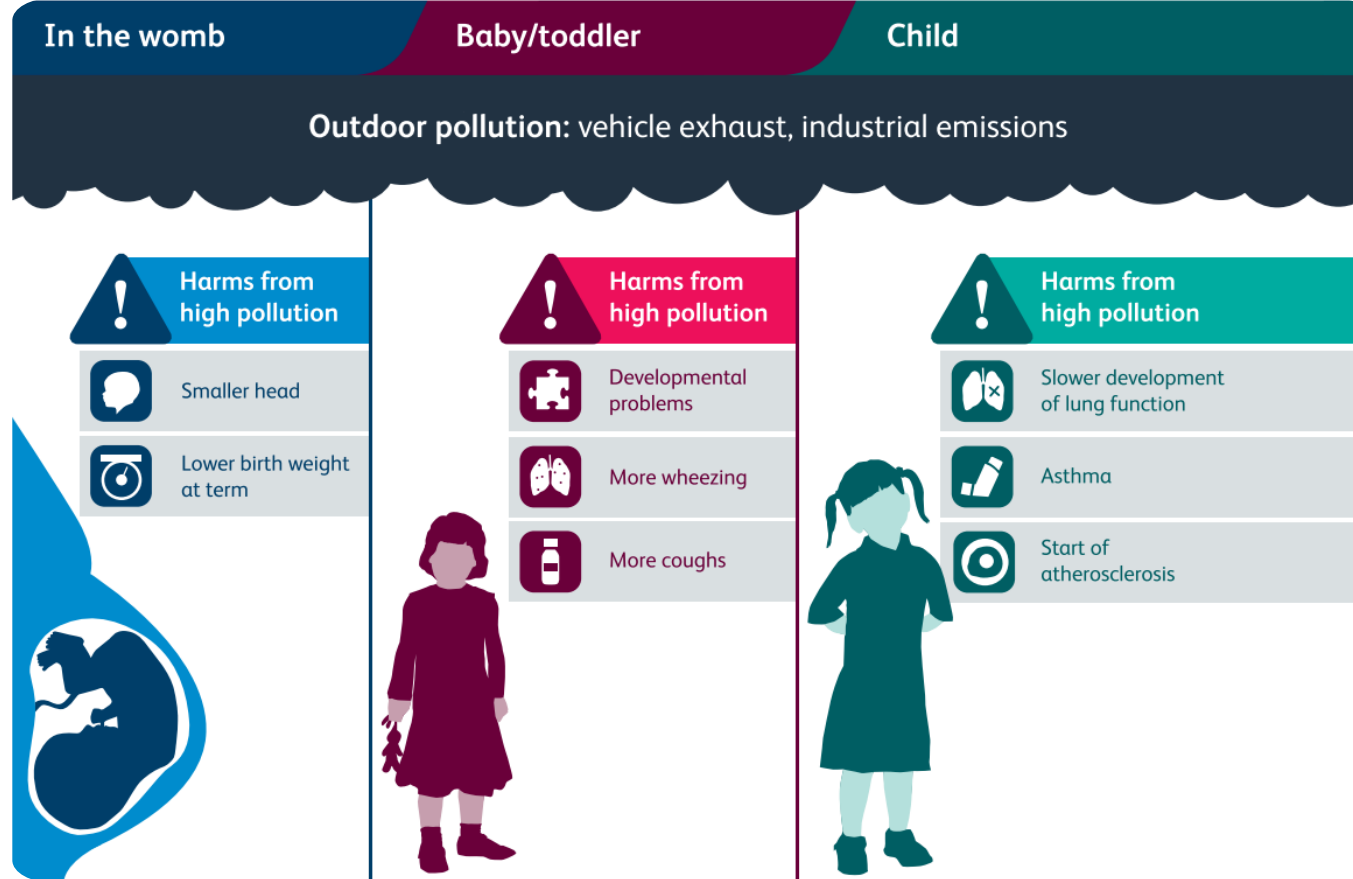 In the womb
Baby/toddler
Child
Outdoor pollution: vehicle exhaust, industrial emissions
Harms from
high pollution
Smaller head
Lower birth weight
at term
Harms from
high pollution
Developmental
problems
More wheezing
More coughs
Harms from
high pollution
Slower development
of lung function
Asthma
Start of
atherosclerosis